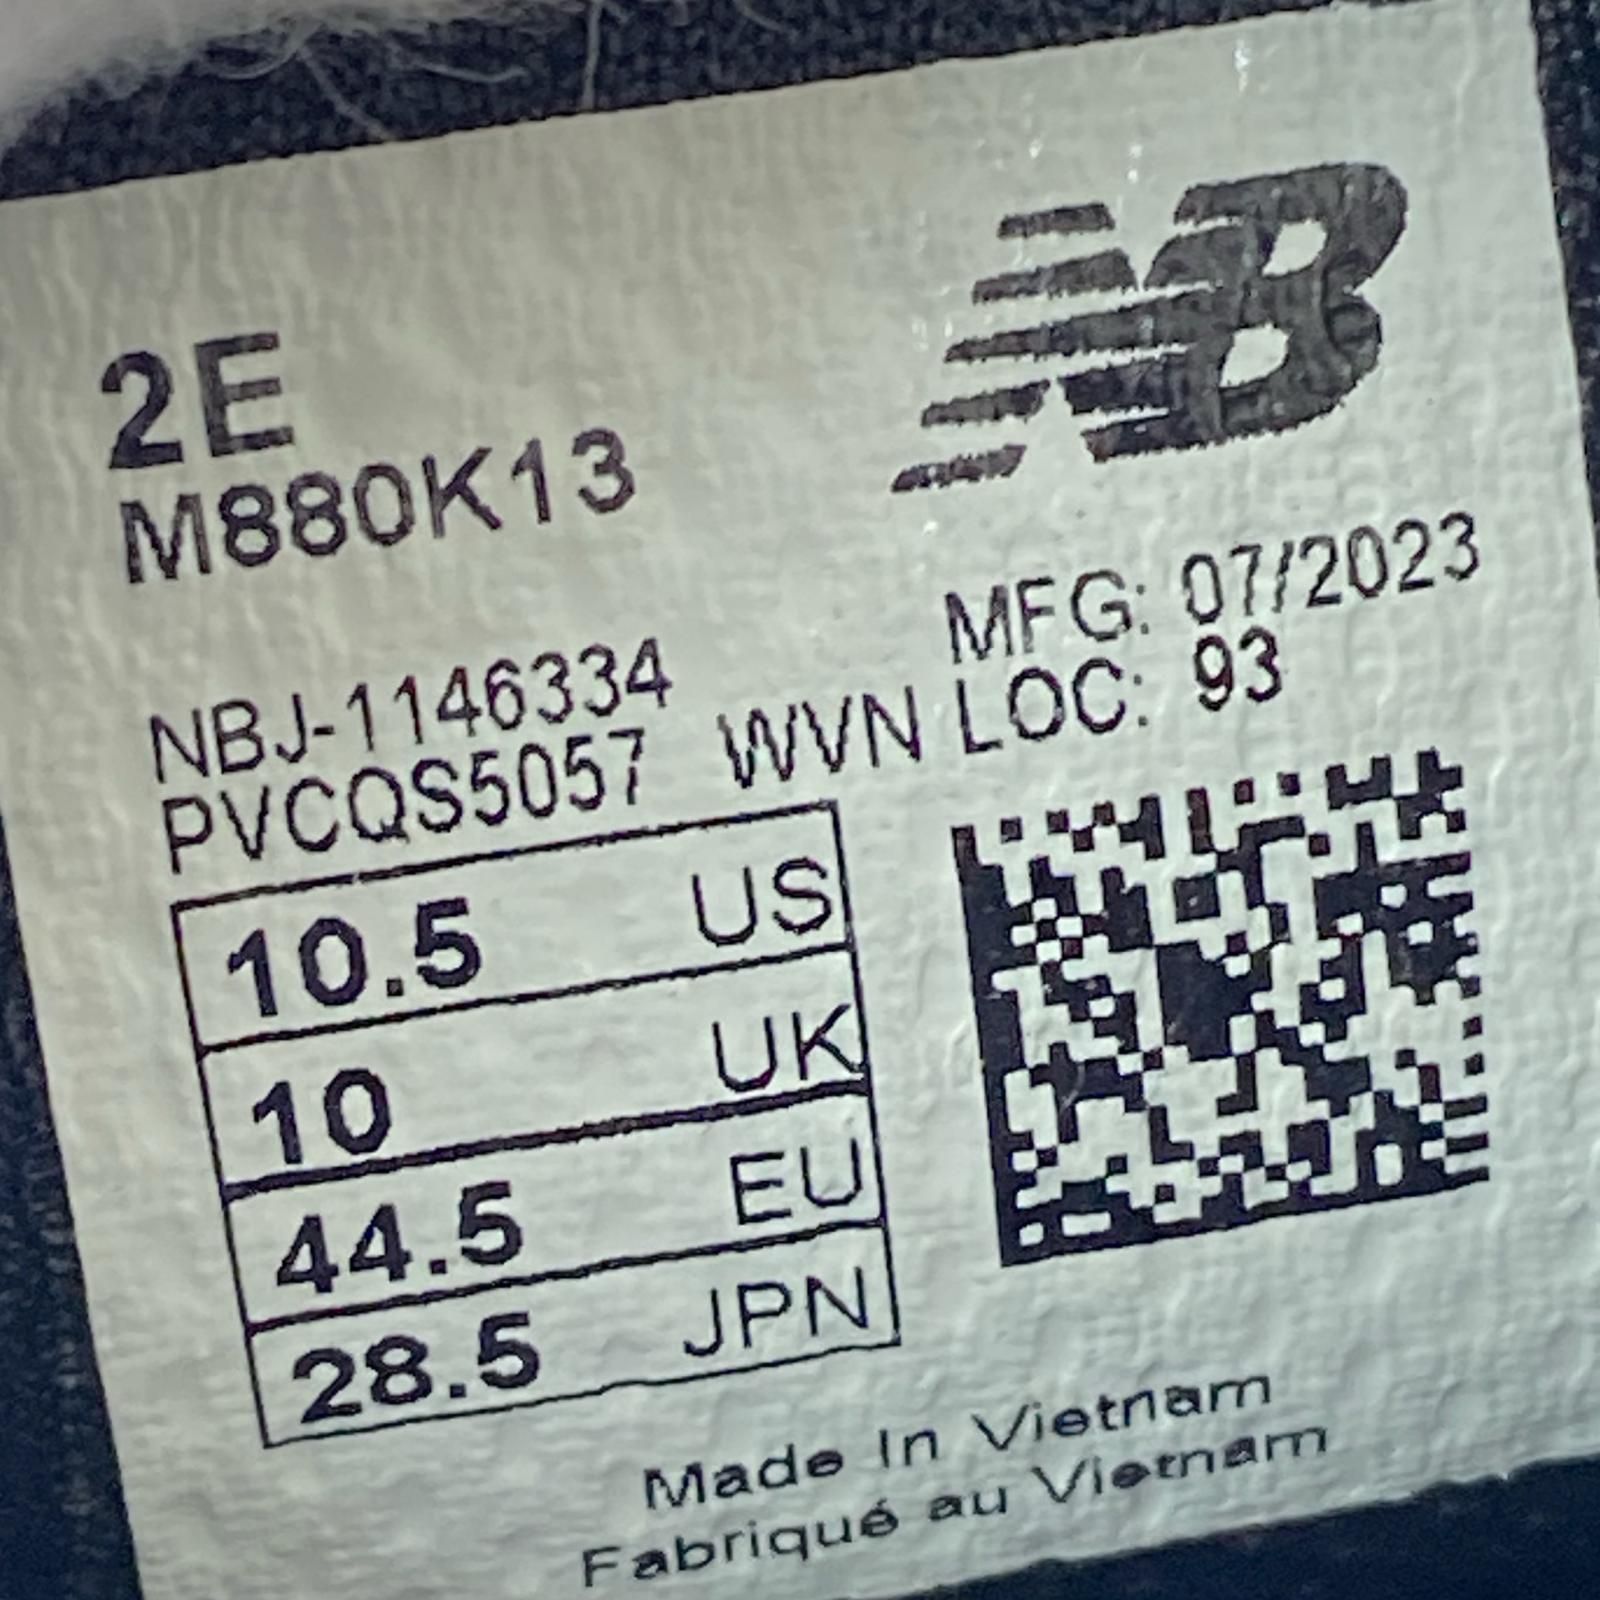 NB
2E
M880K13
MFG: 07/2023
NBJ-1146334
PVCQS5057 WVN LOC: 93
10.5 US
10 UK
44.5 EU
28.5 JPN
Made In Vietnam
Fabriqué au Vietnam